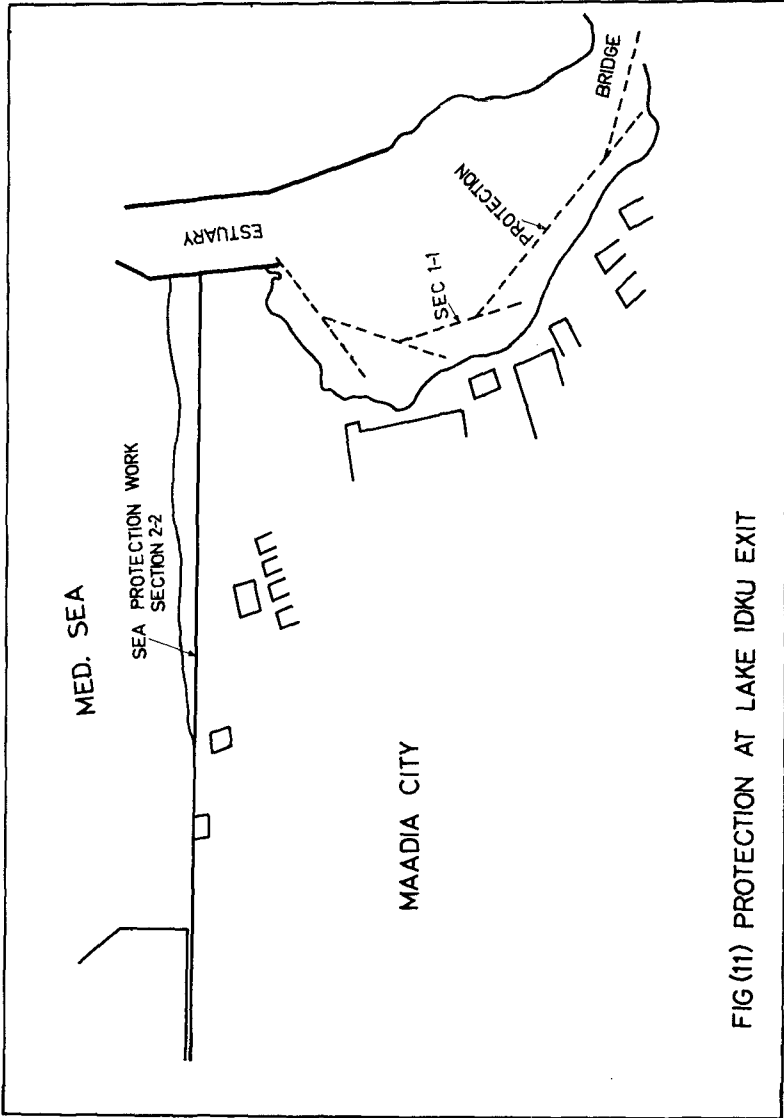 MED. SEA
SEA PROTECTION WORK
SECTION 2-2
ESTUARY
BRIDGE
PROTECTION
SEC 1-1
MAADIA CITY
FIG (11) PROTECTION AT LAKE IDKU EXIT